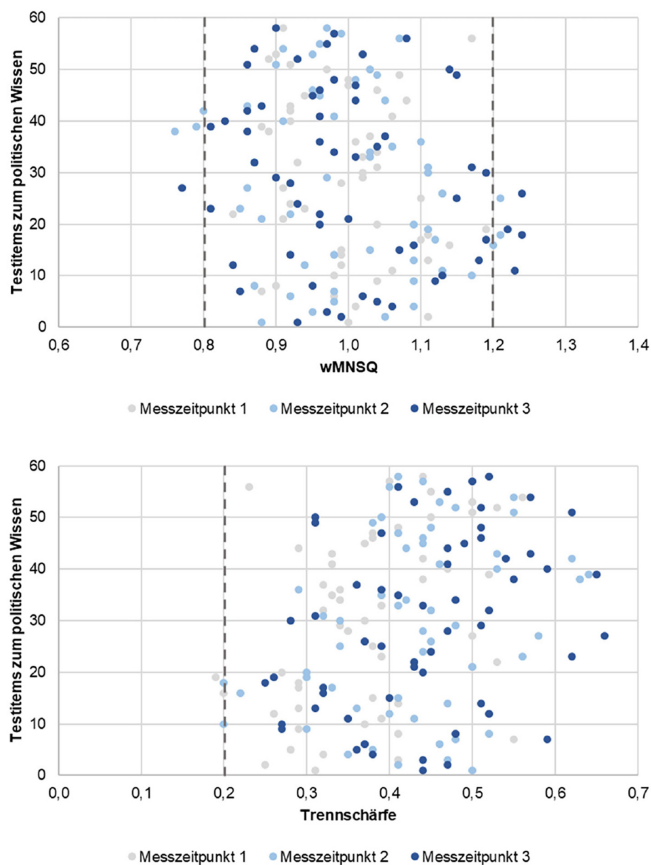 60
50
40
30
20
10
0
Testitems zum politischen Wissen
0,6 0,7 0,8 0,9 1,0 1,1 1,2 1,3 1,4
wMNSQ
Messzeitpunkt 1 Messzeitpunkt 2 Messzeitpunkt 3
60
50
40
30
20
10
0
Testitems zum politischen Wissen
0,0 0,1 0,2 0,3 0,4 0,5 0,6 0,7
Trennschärfe
Messzeitpunkt 1 Messzeitpunkt 2 Messzeitpunkt 3